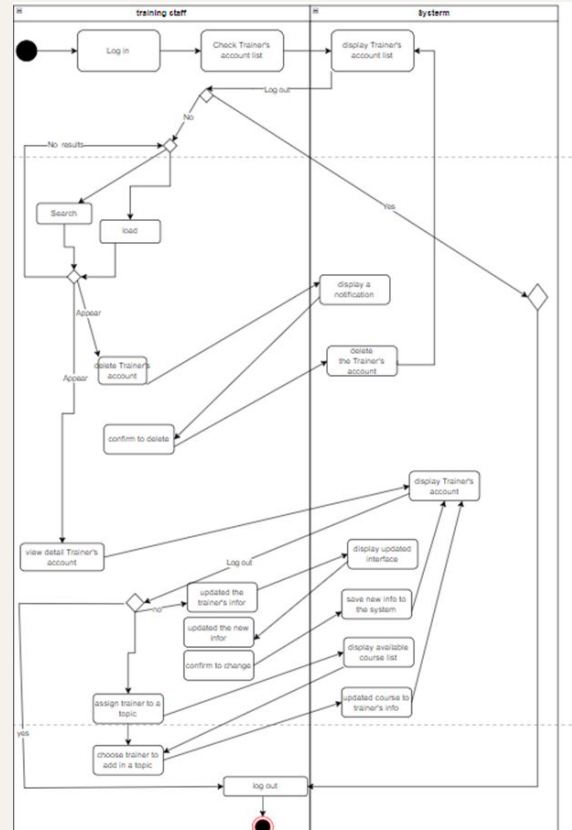 training staff
Systerm
Log in
Check Trainer's
account list
display Trainer's
account list
Log out
No
No results
Yes
Search
load
display a
notification
Appear
delete Trainer's
account
delete
the Trainer's
account
Appear
confirm to delete
display Trainer's
account
view detail Trainer's
account
display updated
interface
Log out
updated the
trainer's infor
no
save new info to
the system
updated the new
infor
display available
course list
confirm to change
assign trainer to a
topic
updated course to
trainer's info
yes
choose trainer to
add in a topic
log out